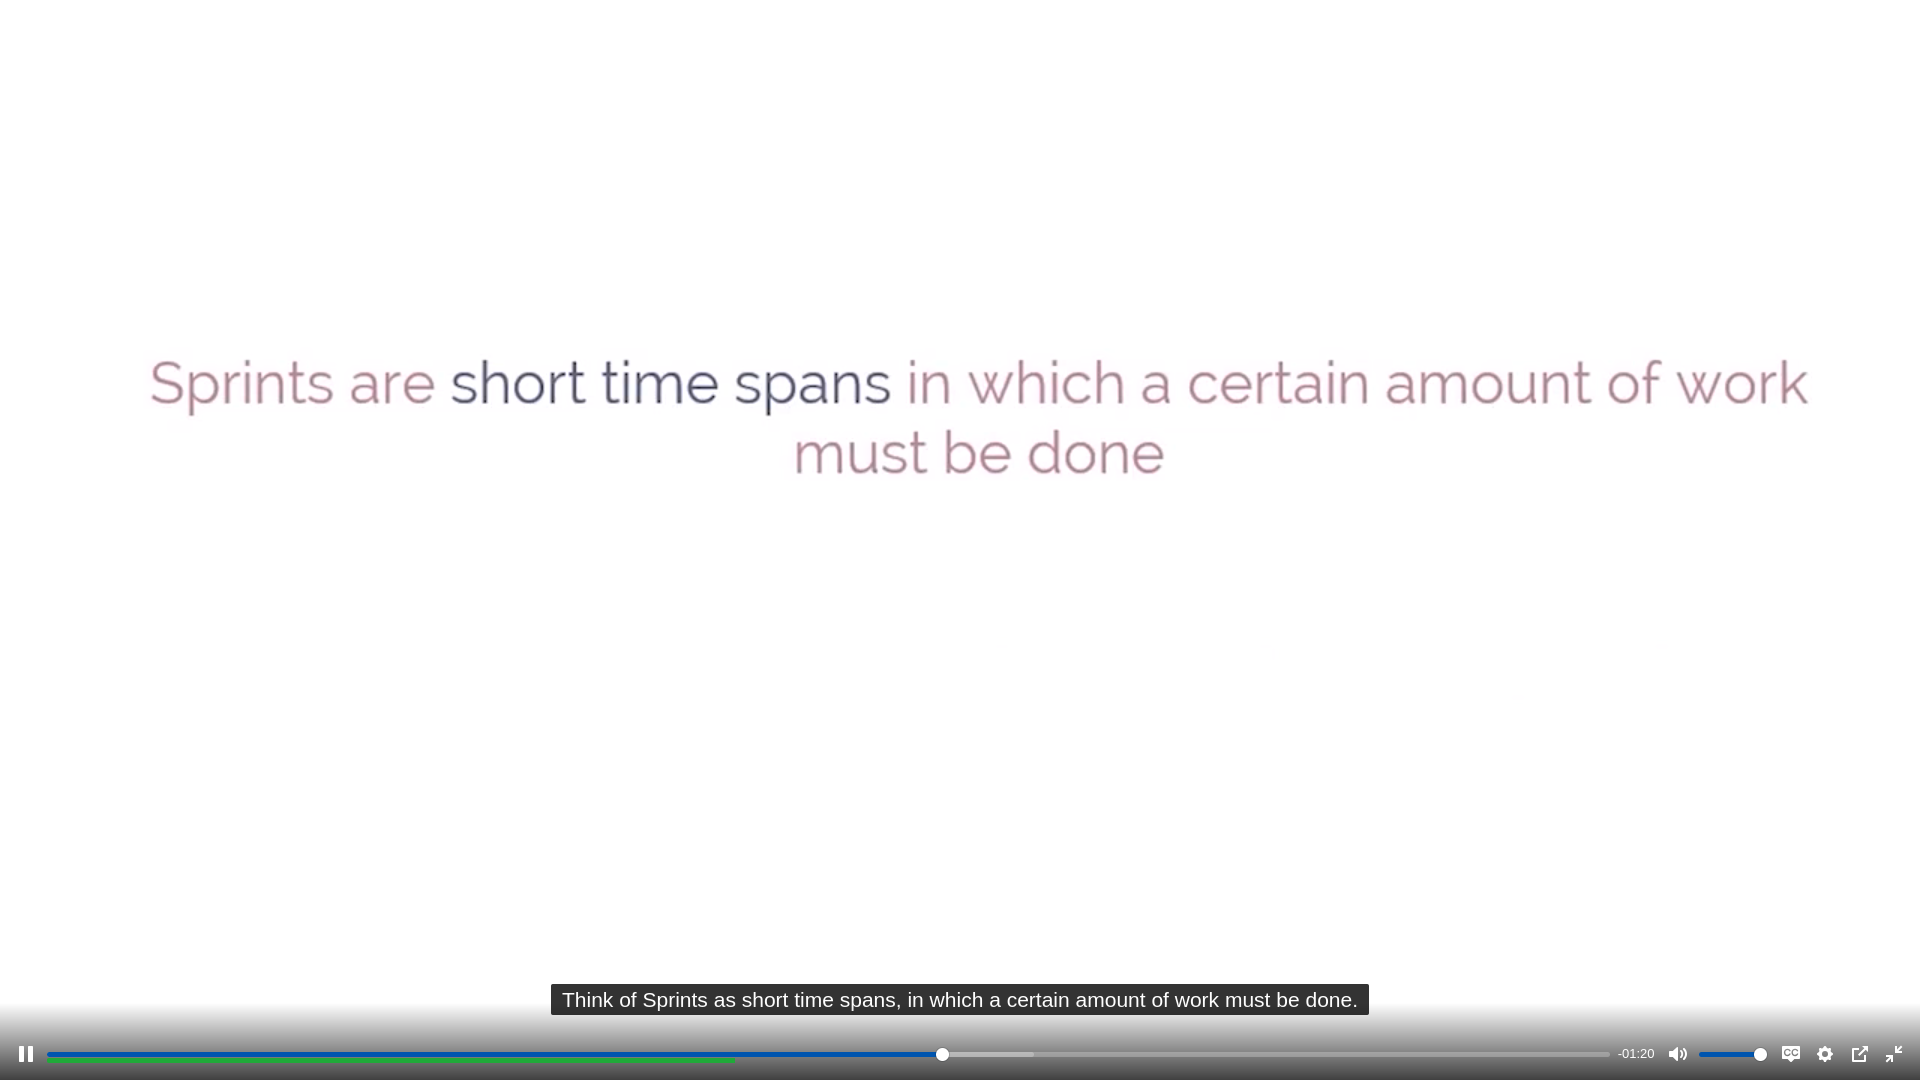 Sprints are short time spans in which a certain amount of work
must be done
Think of Sprints as short time spans, in which a certain amount of work must be done.
-01:20
CC